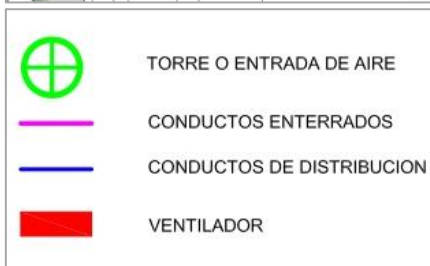 TORRE O ENTRADA DE AIRE
CONDUCTOS ENTERRADOS
CONDUCTOS DE DISTRIBUCION
VENTILADOR